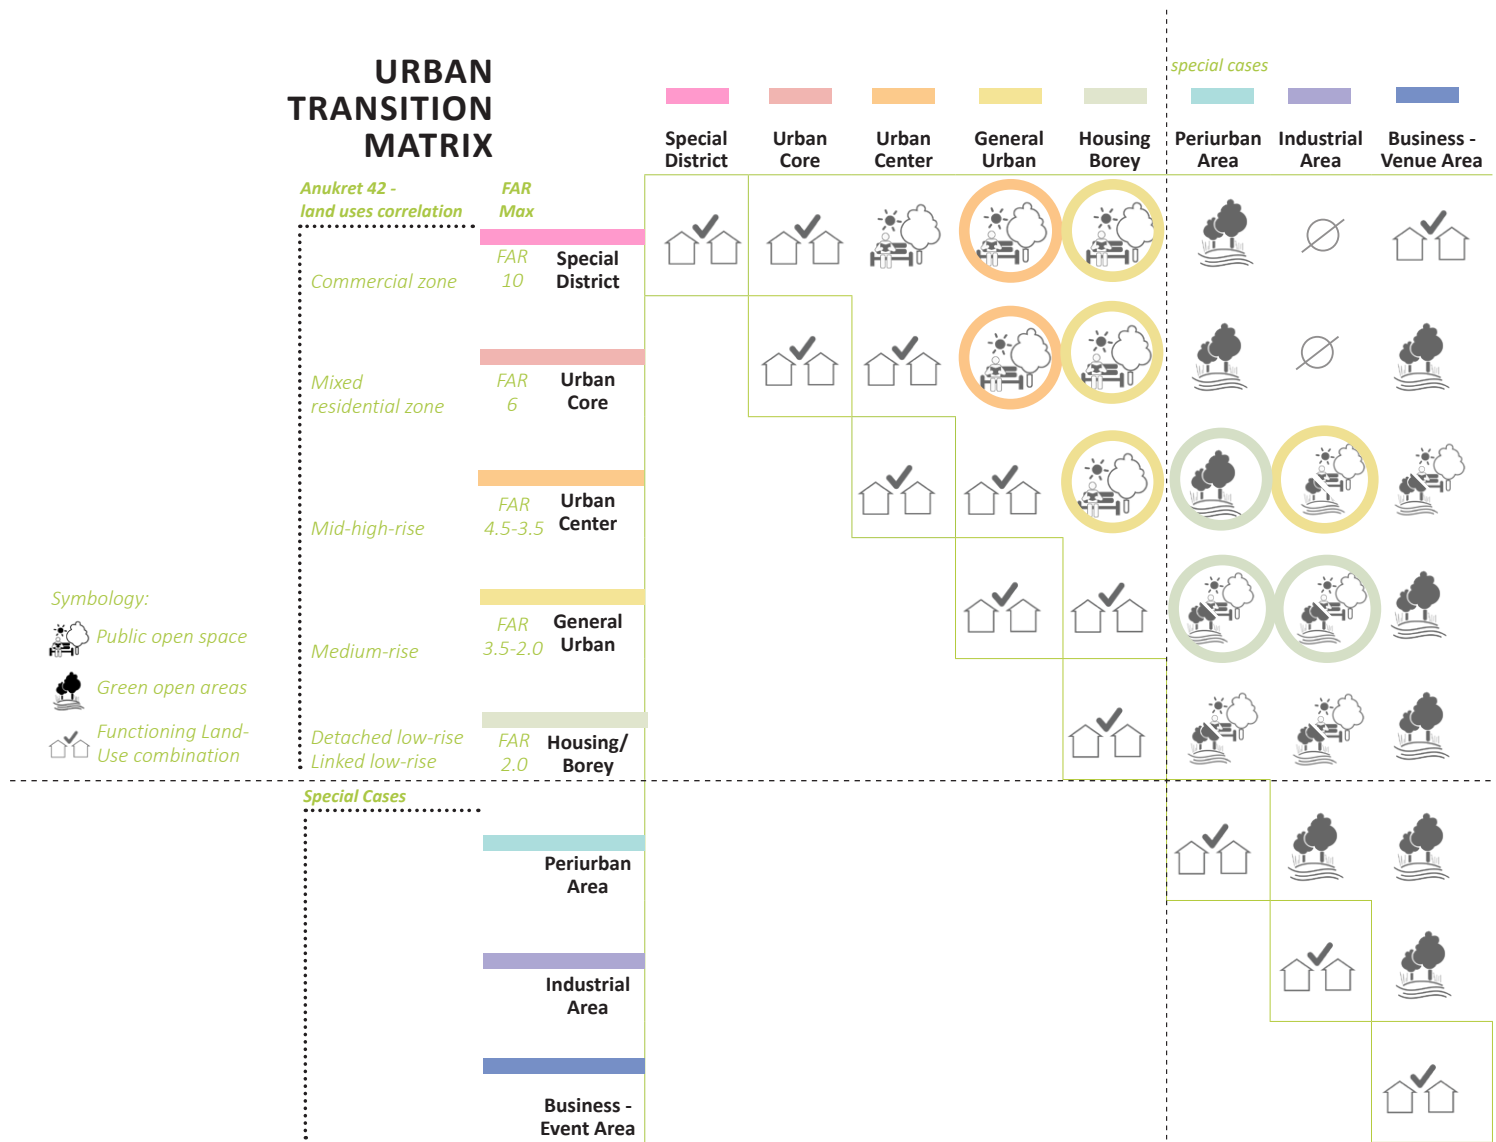 URBAN
TRANSITION
MATRIX
special cases
Special
District
Urban
Core
Urban
Center
General
Urban
Housing
Borey
Periurban
Area
Industrial
Area
Business -
Venue Area
Anukret 42 -
land uses correlation
FAR
Max
Commercial zone
FAR
10
Special
District
Mixed
residential zone
FAR
6
Urban
Core
Mid-high-rise
FAR
4.5-3.5
Urban
Center
Medium-rise
FAR
3.5-2.0
General
Urban
Detached low-rise
Linked low-rise
FAR
2.0
Housing/
Borey
Symbology:
Public open space
Green open areas
Functioning Land-
Use combination
Special Cases
Periurban
Area
Industrial
Area
Business -
Event Area